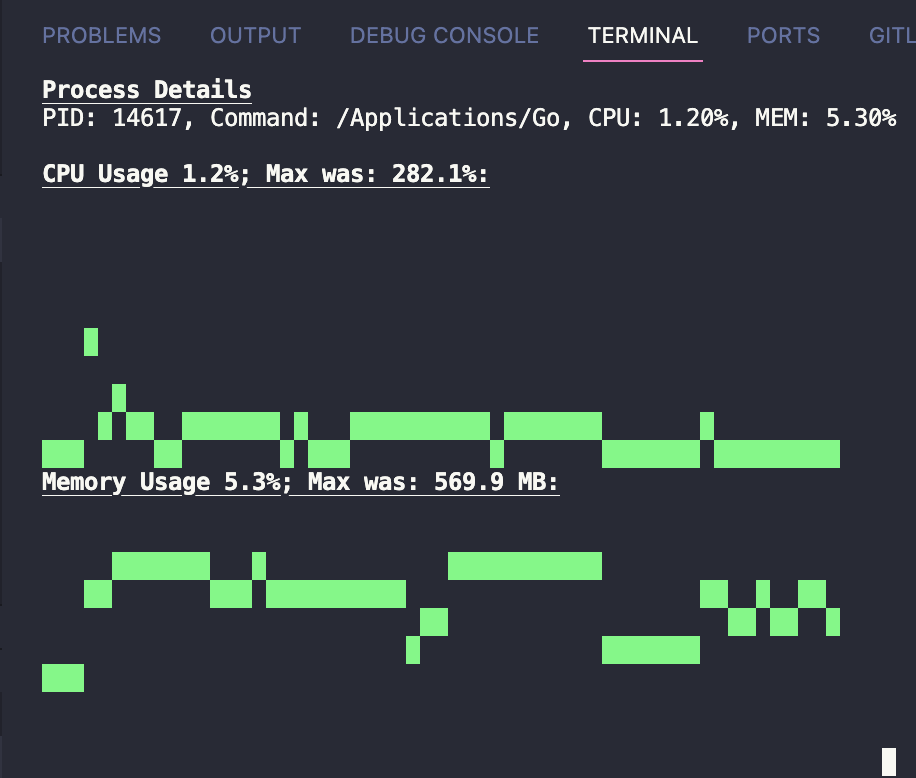 PROBLEMS OUTPUT DEBUG CONSOLE TERMINAL PORTS GITL
Process Details
PID: 14617, Command: /Applications/Go, CPU: 1.20%, MEM: 5.30%
CPU Usage 1.2%; Max was: 282.1%:
Memory Usage 5.3%; Max was: 569.9 MB: